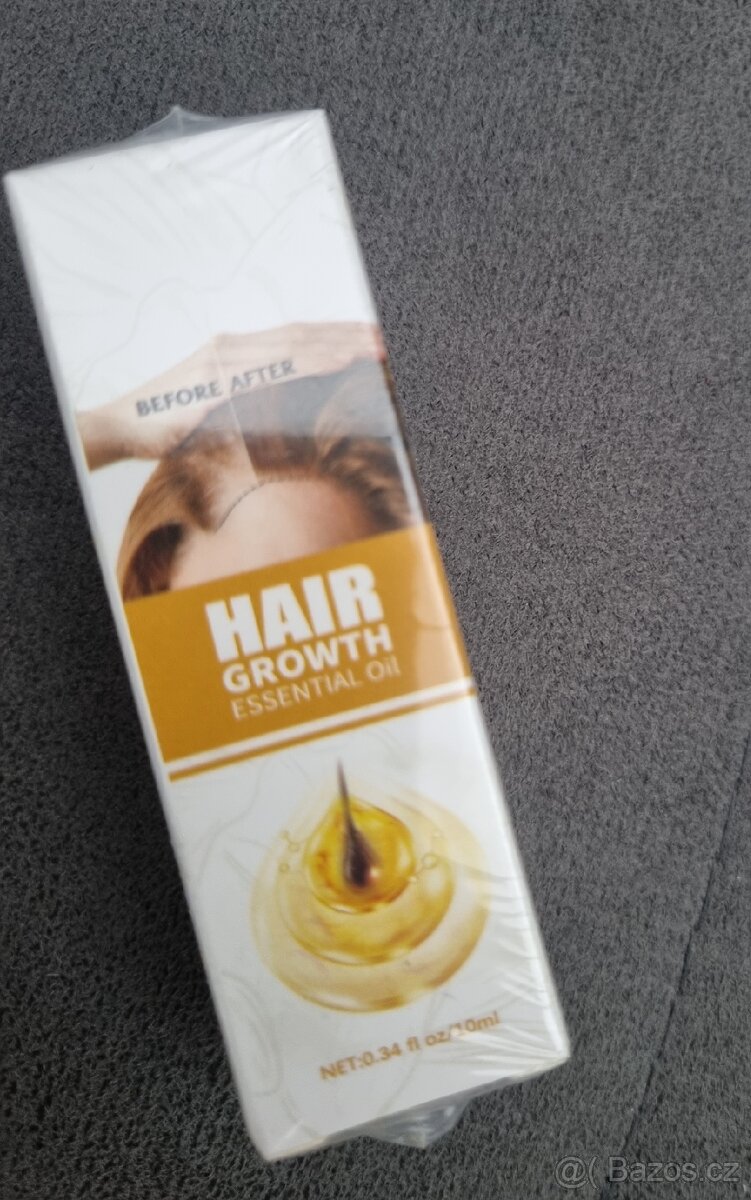 BEFORE AFTER
HAIR
GROWTH
ESSENTIAL Oil
NET:0.34 fl oz/10ml
@( Bazos.cz